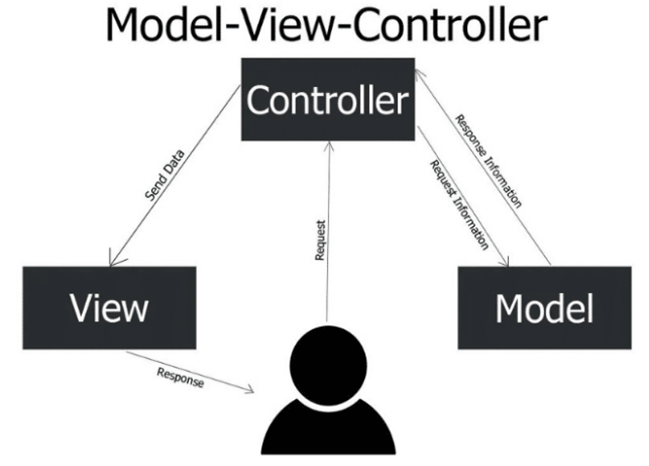 Model-View-Controller
Controller
Send Data
Request
Request Information
Response Information
View
Model
Response